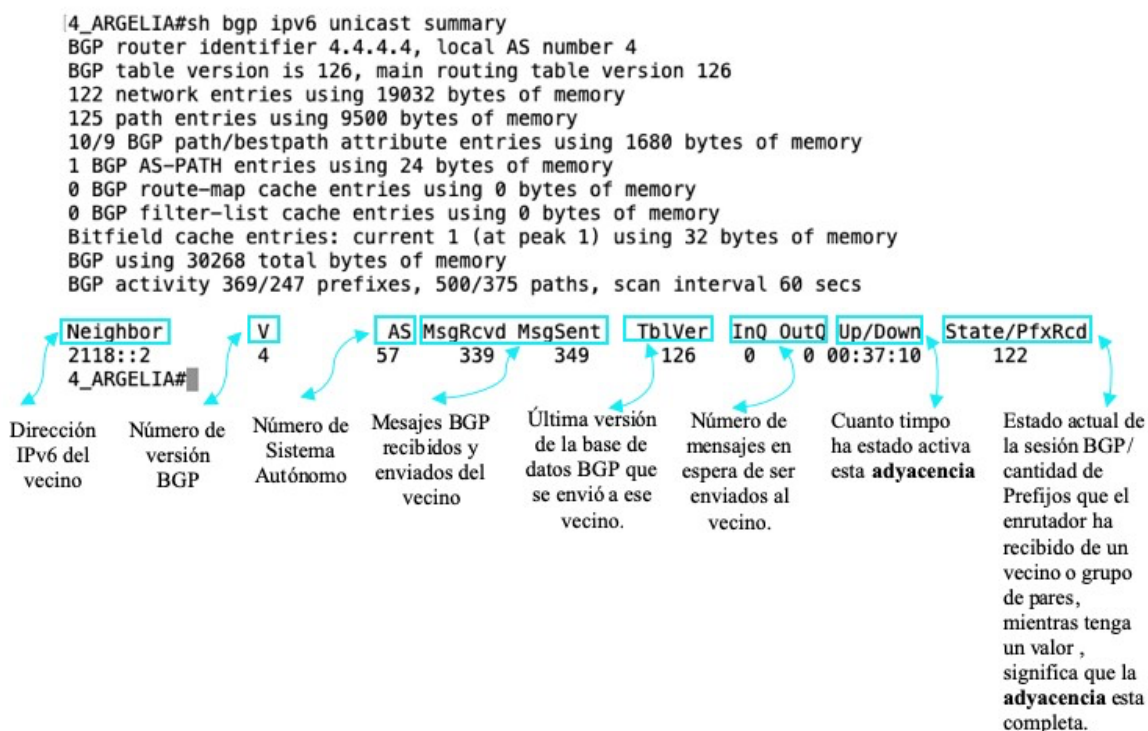 4_ARGELIA#sh bgp ipv6 unicast summary
BGP router identifier 4.4.4.4, local AS number 4
BGP table version is 126, main routing table version 126
122 network entries using 19032 bytes of memory
125 path entries using 9500 bytes of memory
10/9 BGP path/bestpath attribute entries using 1680 bytes of memory
1 BGP AS-PATH entries using 24 bytes of memory
0 BGP route-map cache entries using 0 bytes of memory
0 BGP filter-list cache entries using 0 bytes of memory
Bitfield cache entries: current 1 (at peak 1) using 32 bytes of memory
BGP using 30268 total bytes of memory
BGP activity 369/247 prefixes, 500/375 paths, scan interval 60 secs
Neighbor V AS MsgRcvd MsgSent TblVer InQ OutQ Up/Down State/PfxRcd
2118::2 4 57 339 349 126 0 0 00:37:10 122
4_ARGELIA#
Dirección
IPv6 del
vecino
Número de
versión
BGP
Número de
Sistema
Autónomo
Mesajes BGP
recibidos y
enviados del
vecino
Última versión
de la base de
datos BGP que
se envió a ese
vecino.
Número de
mensajes en
espera de ser
enviados al
vecino.
Cuanto timpo
ha estado activa
esta adyacencia
Estado actual de
la sesión BGP/
cantidad de
Prefijos que el
enrutador ha
recibido de un
vecino o grupo
de pares,
mientras tenga
un valor ,
significa que la
adyacencia esta
completa.